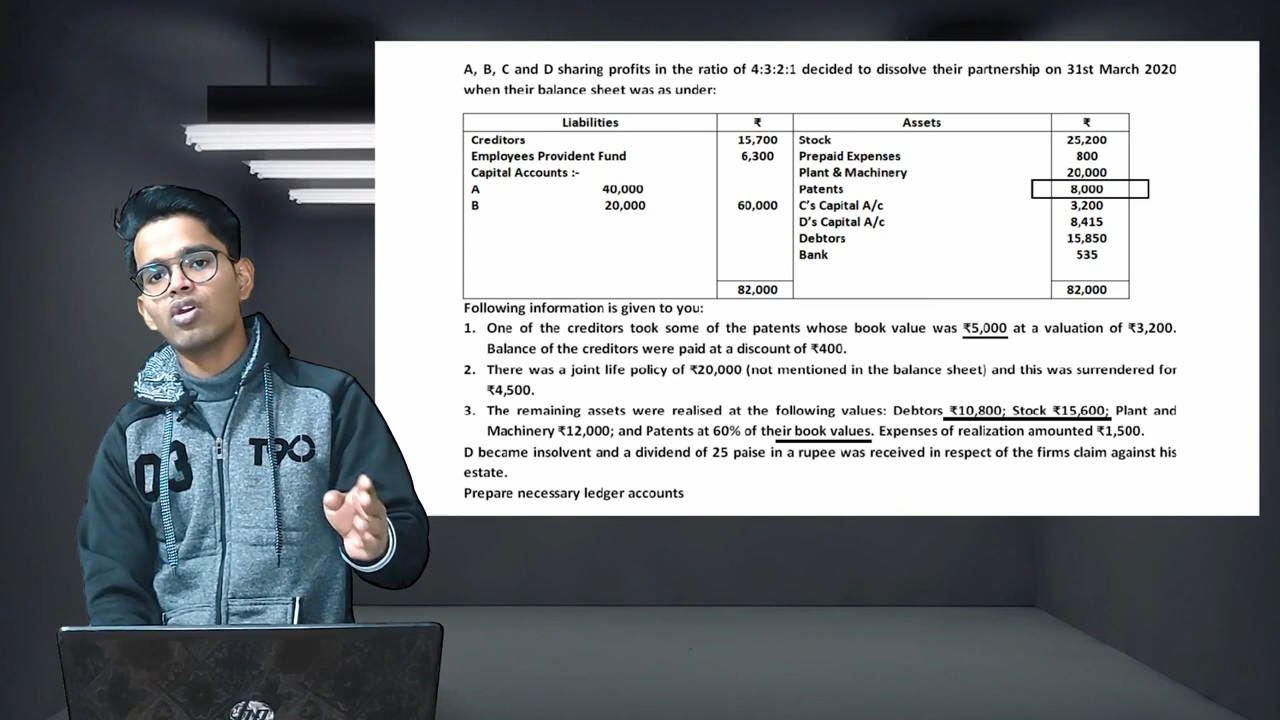 A, B, C and D sharing profits in the ratio of 4:3:2:1 decided to dissolve their partnership on 31st March 2020
when their balance sheet was as under:
Liabilities ₹ Assets ₹
Creditors 15,700 Stock 25,200
Employees Provident Fund 6,300 Prepaid Expenses 800
Capital Accounts :- Plant & Machinery 20,000
A 40,000 Patents 8,000
B 20,000 60,000 C's Capital A/c 3,200
D's Capital A/c 8,415
Debtors 15,850
Bank 535
82,000 82,000
Following information is given to you:
1. One of the creditors took some of the patents whose book value was ₹5,000 at a valuation of ₹3,200.
Balance of the creditors were paid at a discount of ₹400.
2. There was a joint life policy of ₹20,000 (not mentioned in the balance sheet) and this was surrendered for
₹4,500.
3. The remaining assets were realised at the following values: Debtors ₹10,800; Stock ₹15,600; Plant and
Machinery ₹12,000; and Patents at 60% of their book values. Expenses of realization amounted ₹1,500.
D became insolvent and a dividend of 25 paise in a rupee was received in respect of the firms claim against his
estate.
Prepare necessary ledger accounts
03 TPO
hp